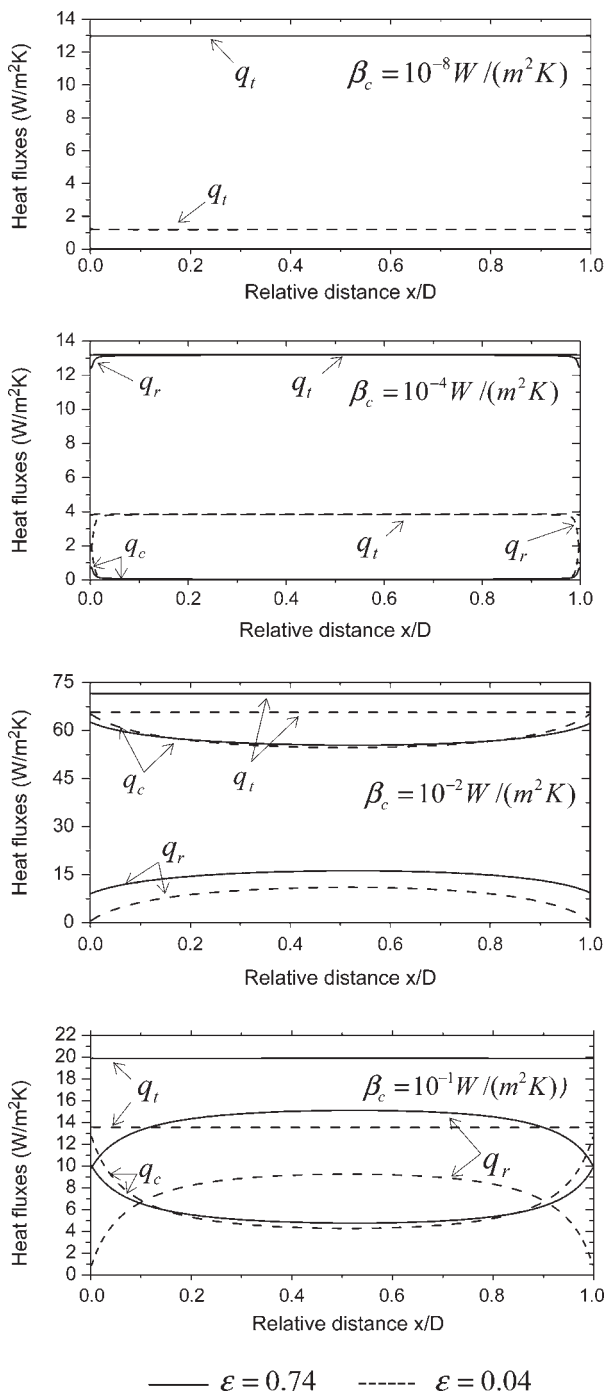 14
12
10
8
6
4
2
0
Heat fluxes (W/m²K)
q_t
β_c = 10⁻⁸ W /(m² K)
q_t
0.0 0.2 0.4 0.6 0.8 1.0
Relative distance x/D
14
12
10
8
6
4
2
0
Heat fluxes (W/m²K)
q_r
q_t
β_c = 10⁻⁴ W /(m² K)
q_c
q_t
q_r
0.0 0.2 0.4 0.6 0.8 1.0
Relative distance x/D
75
60
45
30
15
0
Heat fluxes (W/m²K)
q_c
q_t
β_c = 10⁻² W /(m² K)
q_r
0.0 0.2 0.4 0.6 0.8 1.0
Relative distance x/D
22
20
18
16
14
12
10
8
6
4
2
0
Heat fluxes (W/m²K)
q_t
β_c = 10⁻¹ W /(m² K))
q_c
q_r
0.0 0.2 0.4 0.6 0.8 1.0
Relative distance x/D
ε = 0.74 ε = 0.04